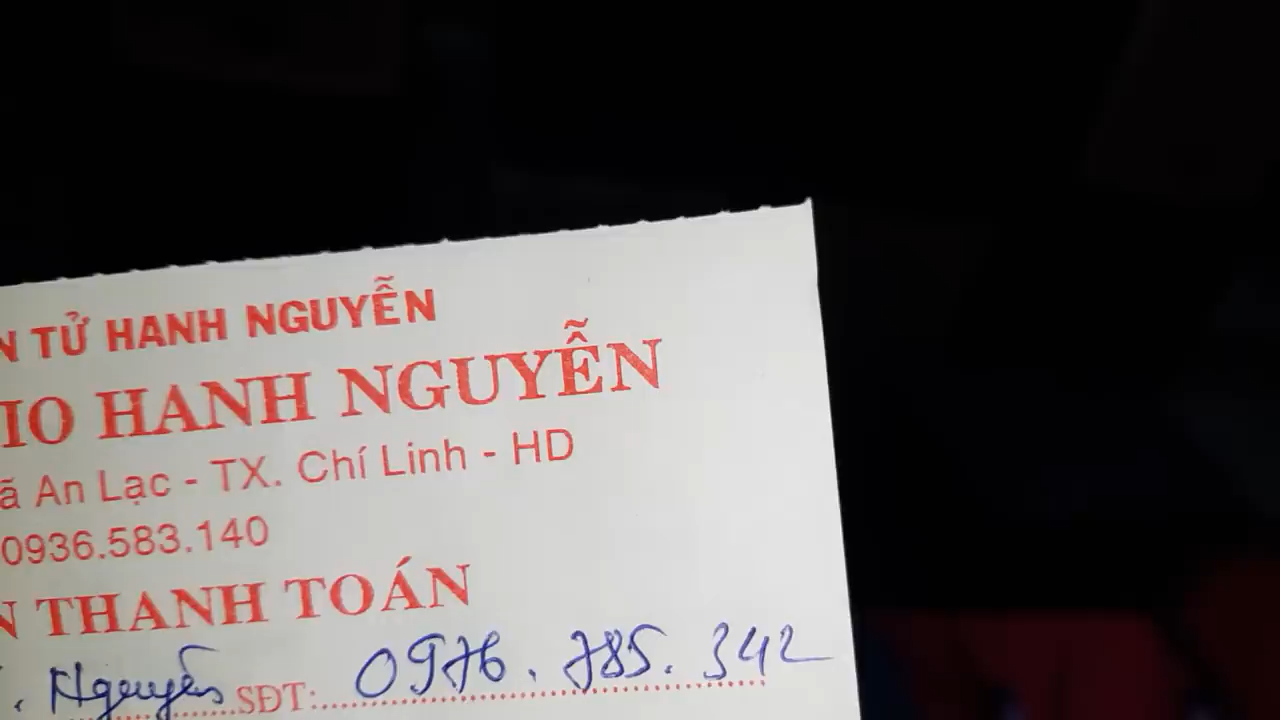 N TỬ HANH NGUYỄN
IO HANH NGUYỄN
ã An Lạc - TX. Chí Linh - HD
0936.583.140
N THANH TOÁN
. Nguyễn SĐT: 0976.785.342